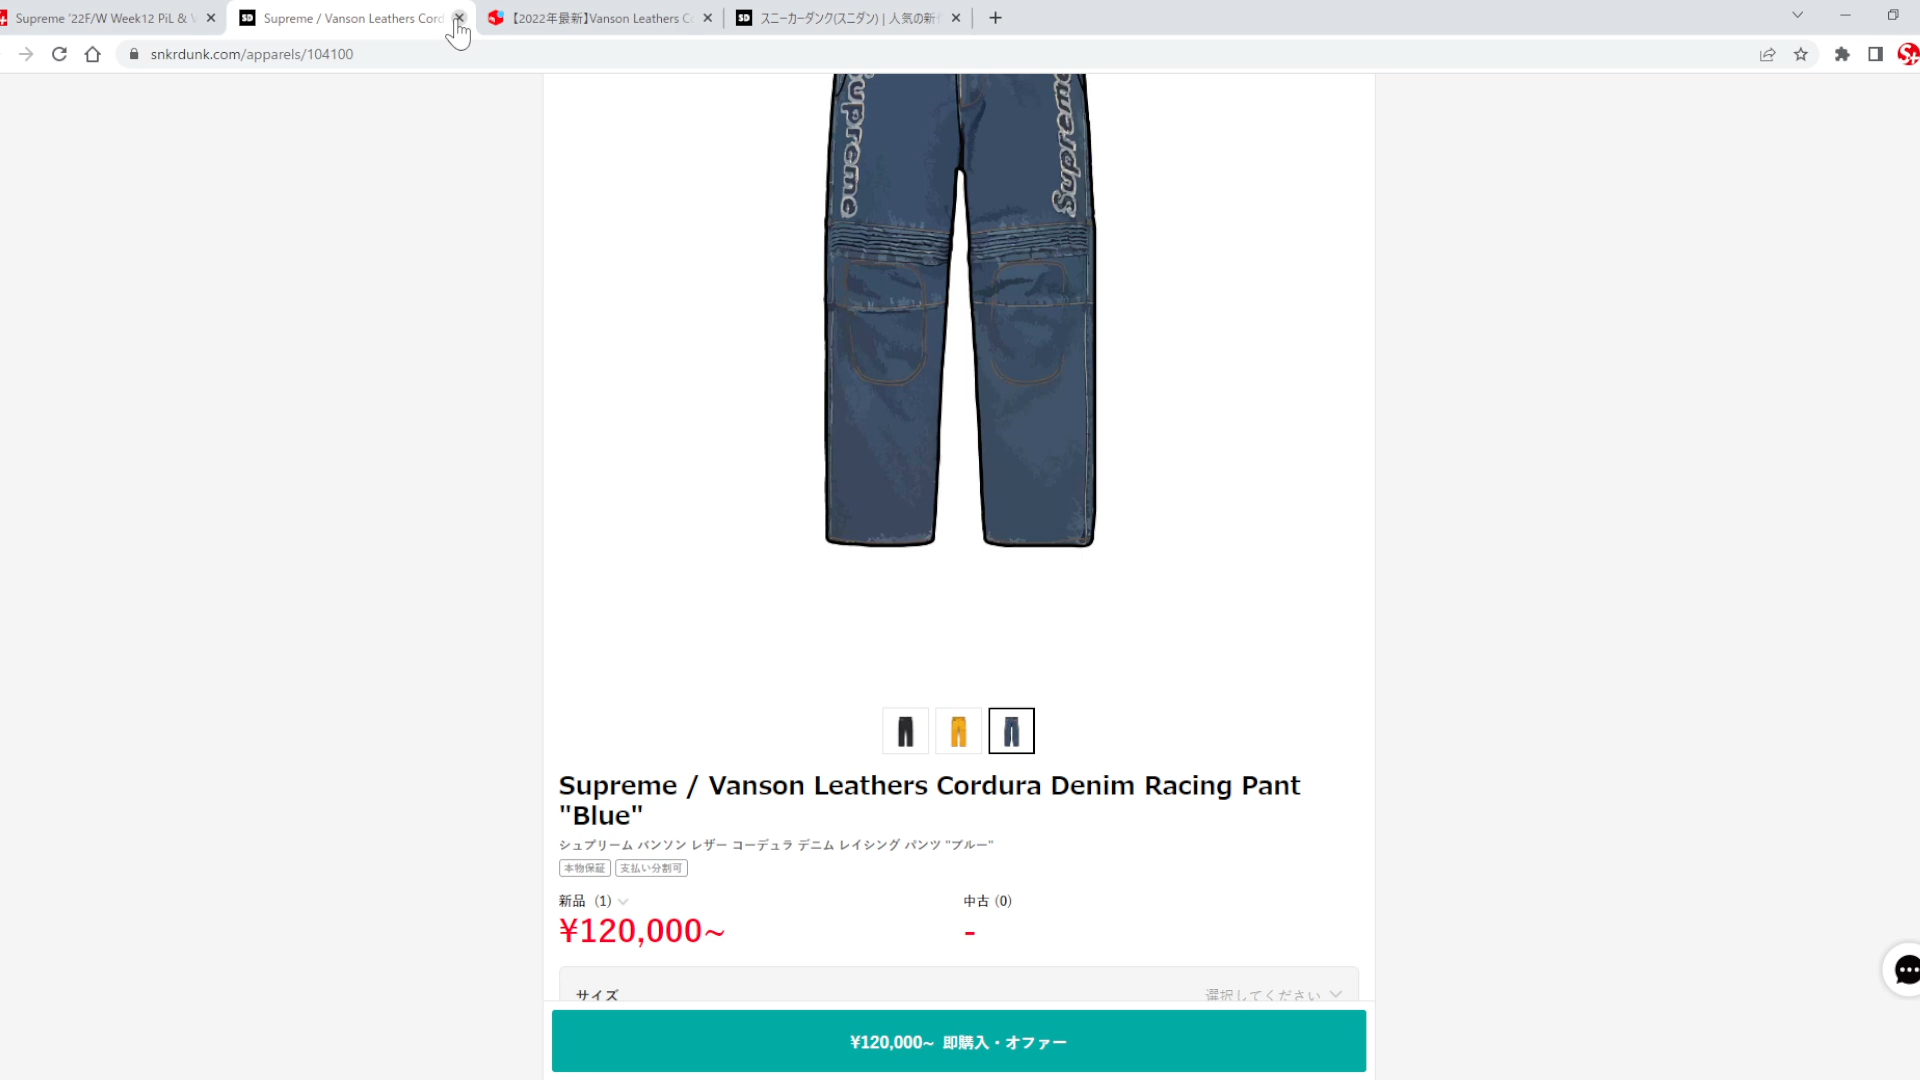 Supreme '22F/W Week12 PiL &
Supreme / Vanson Leathers Cord
【2022年最新】Vanson Leathers C
スニーカーダンク(スニダン) | 人気の新
snkrdunk.com/apparels/104100
Supreme
Supreme
Supreme / Vanson Leathers Cordura Denim Racing Pant
"Blue"
シュプリーム バンソン レザー コーデュラ デニム レイシング パンツ "ブルー"
本物保証 支払い分割可
新品 (1)
中古 (0)
¥120,000~
-
サイズ
選択してください
¥120,000~ 即購入・オファー